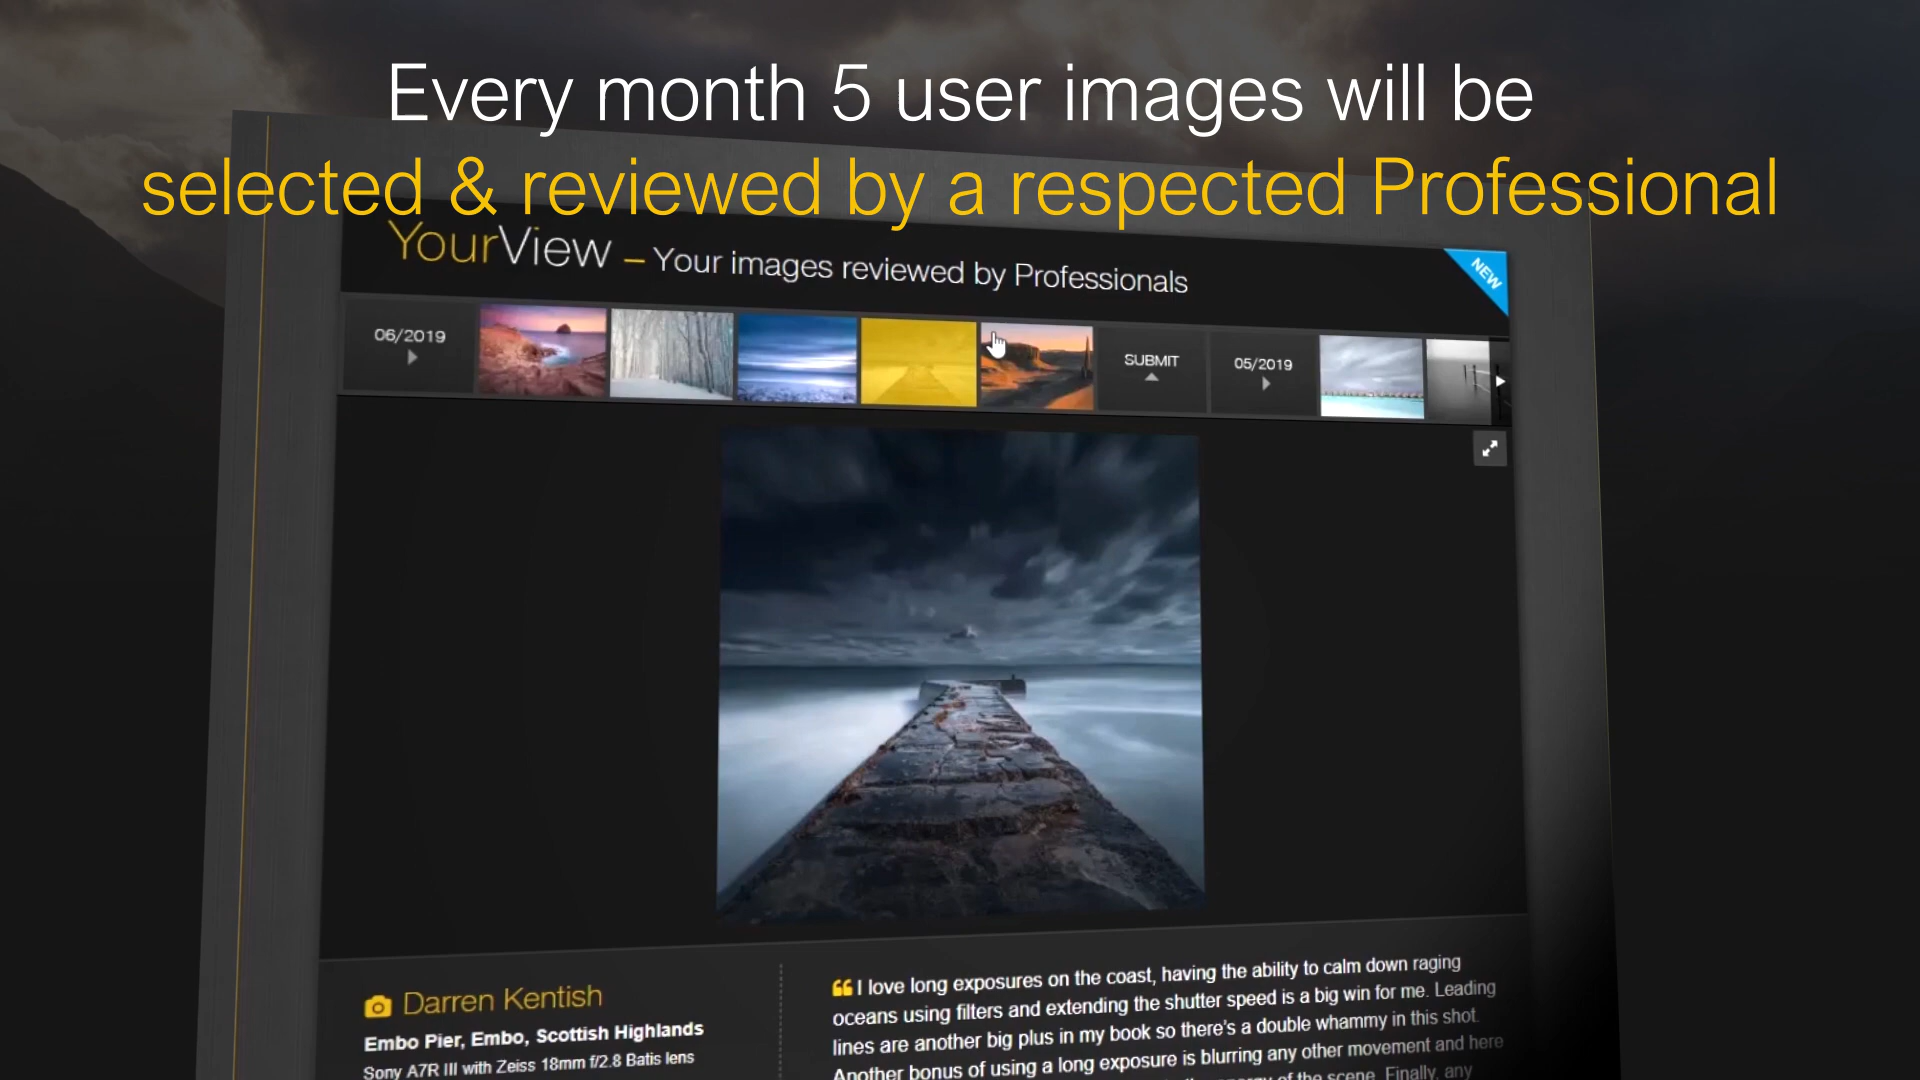 Every month 5 user images will be
selected & reviewed by a respected Professional
YourView – Your images reviewed by Professionals
NEW
06/2019
SUBMIT
05/2019
Darren Kentish
Embo Pier, Embo, Scottish Highlands
Sony A7R III with Zeiss 18mm f/2.8 Batis lens
I love long exposures on the coast, having the ability to calm down raging
oceans using filters and extending the shutter speed is a big win for me. Leading
lines are another big plus in my book so there's a double whammy in this shot.
Another bonus of using a long exposure is blurring any other movement and here
of the scene. Finally, any